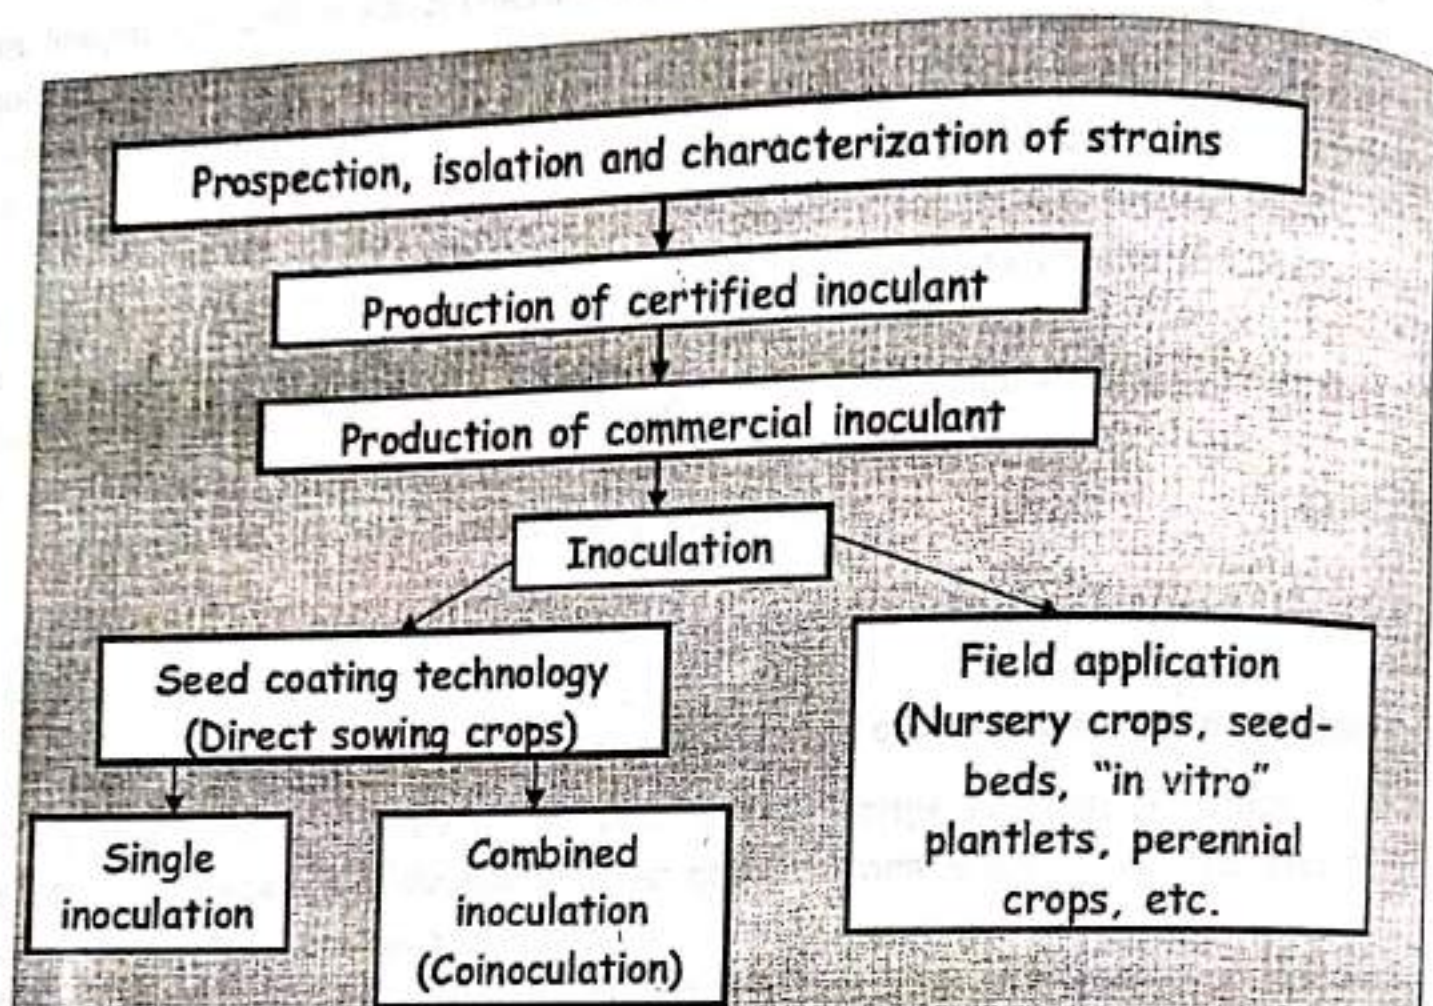 Prospection, isolation and characterization of strains
Production of certified inoculant
Production of commercial inoculant
Inoculation
Seed coating technology
(Direct sowing crops)
Field application
(Nursery crops, seed-
beds, “in vitro”
plantlets, perennial
crops, etc.
Single
inoculation
Combined
inoculation
(Coinoculation)